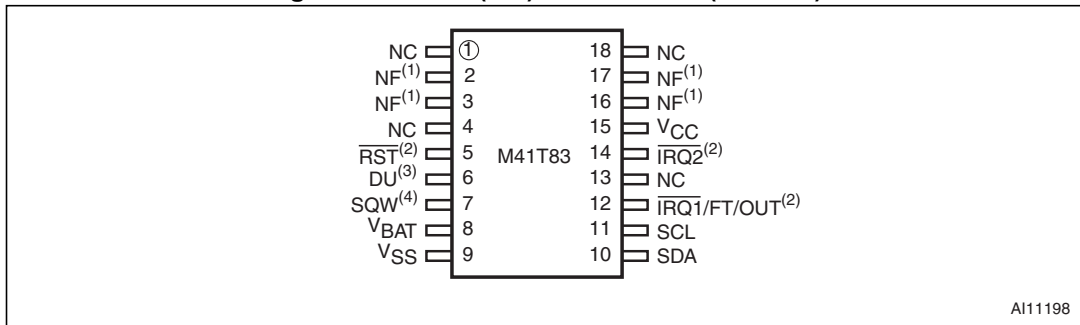 NC 1 18 NC
NF(1) 2 17 NF(1)
NF(1) 3 16 NF(1)
NC 4 15 VCC
RST(2) 5 M41T83 14 IRQ2(2)
DU(3) 6 13 NC
SQW(4) 7 12 IRQ1/FT/OUT(2)
VBAT 8 11 SCL
VSS 9 10 SDA
AI11198